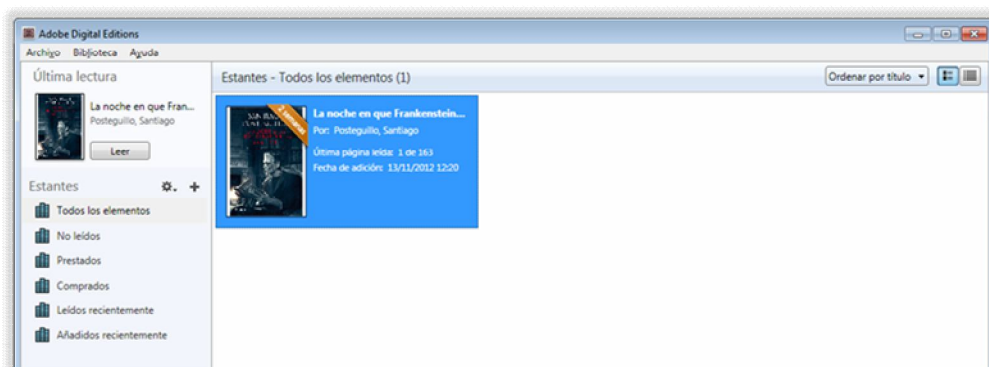 Adobe Digital Editions
Archivo Biblioteca Ayuda
Última lectura
La noche en que Fran...
Posteguillo, Santiago
Leer
Estantes
Todos los elementos
No leídos
Prestados
Comprados
Leídos recientemente
Añadidos recientemente
Estantes - Todos los elementos (1)
Ordenar por título
2 semanas
La noche en que Frankenstein...
Por: Posteguillo, Santiago
Última página leída: 1 de 163
Fecha de adición: 13/11/2012 12:20